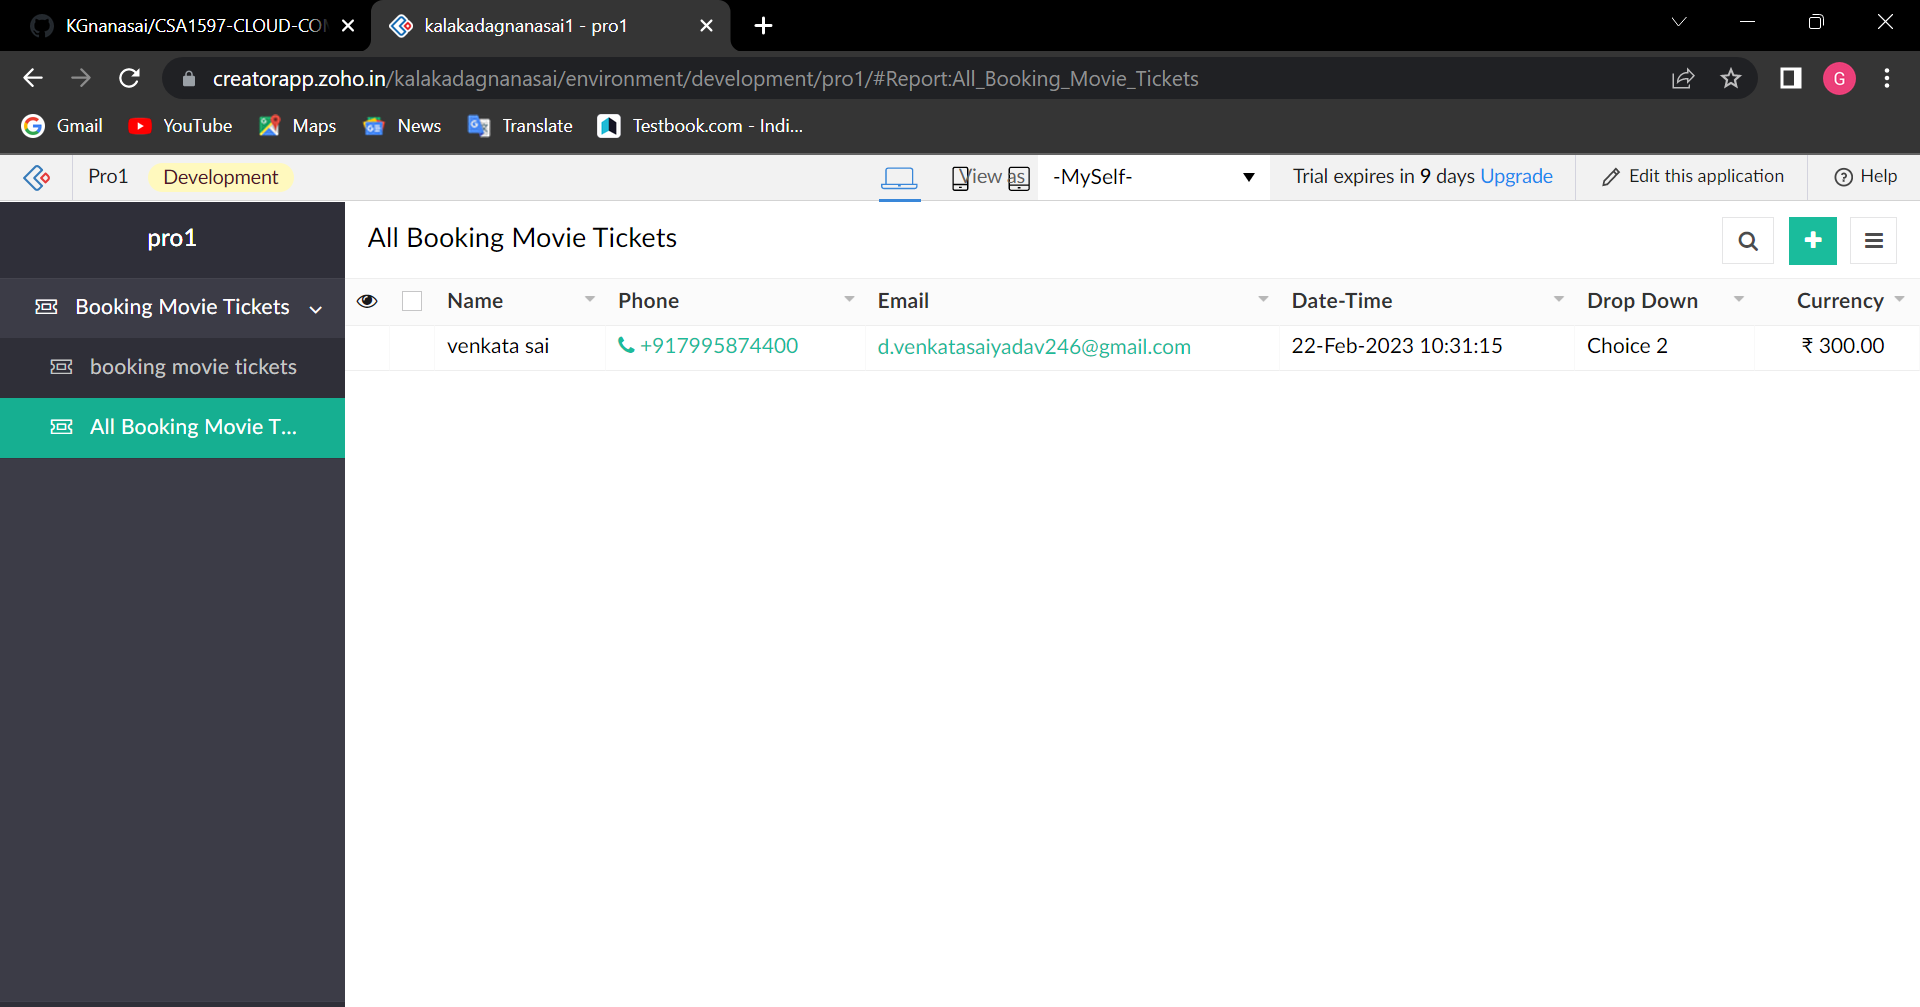 KGnanasai/CSA1597-CLOUD-CO
kalakadagnanasai1 - pro1
creatorapp.zoho.in/kalakadagnanasai/environment/development/pro1/#Report:All_Booking_Movie_Tickets
G
Gmail YouTube Maps News Translate Testbook.com - Indi...
Pro1 Development View as -MySelf- Trial expires in 9 days Upgrade Edit this application Help
pro1
All Booking Movie Tickets
Booking Movie Tickets
booking movie tickets
All Booking Movie T...
Name Phone Email Date-Time Drop Down Currency
venkata sai +917995874400 d.venkatasaiyadav246@gmail.com 22-Feb-2023 10:31:15 Choice 2 ₹ 300.00